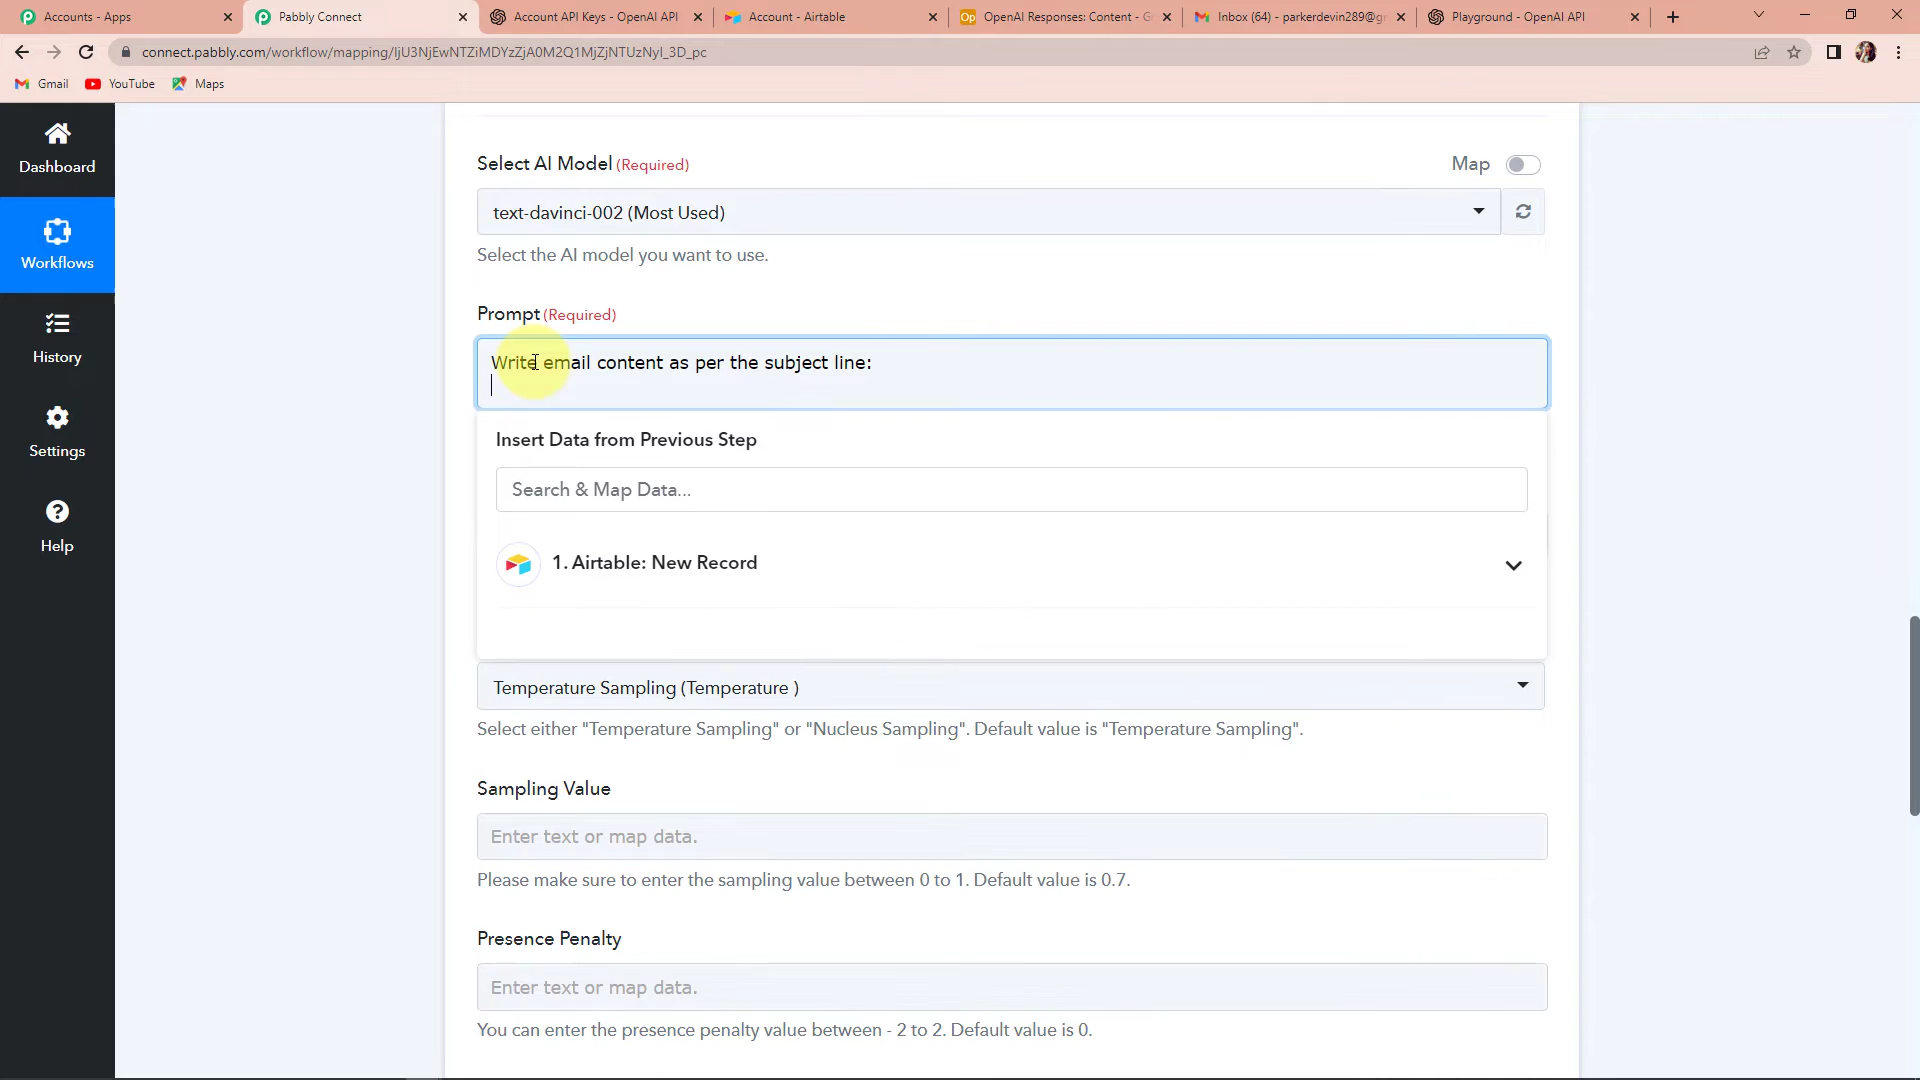 Accounts - Apps
Pabbly Connect
Account API Keys - OpenAI API
Account - Airtable
OpenAI Responses: Content - G
Inbox (64) - parkerdevin289@gr
Playground - OpenAI API
connect.pabbly.com/workflow/mapping/IjU3NjEwNTZiMDYzZjA0M2Q1MjZjNTUzNyI_3D_pc
Gmail
YouTube
Maps
Dashboard
Workflows
History
Settings
Help
Select AI Model (Required)
Map
text-davinci-002 (Most Used)
Select the AI model you want to use.
Prompt (Required)
Write email content as per the subject line:
Insert Data from Previous Step
Search & Map Data...
1. Airtable: New Record
Temperature Sampling (Temperature )
Select either "Temperature Sampling" or "Nucleus Sampling". Default value is "Temperature Sampling".
Sampling Value
Enter text or map data.
Please make sure to enter the sampling value between 0 to 1. Default value is 0.7.
Presence Penalty
Enter text or map data.
You can enter the presence penalty value between - 2 to 2. Default value is 0.